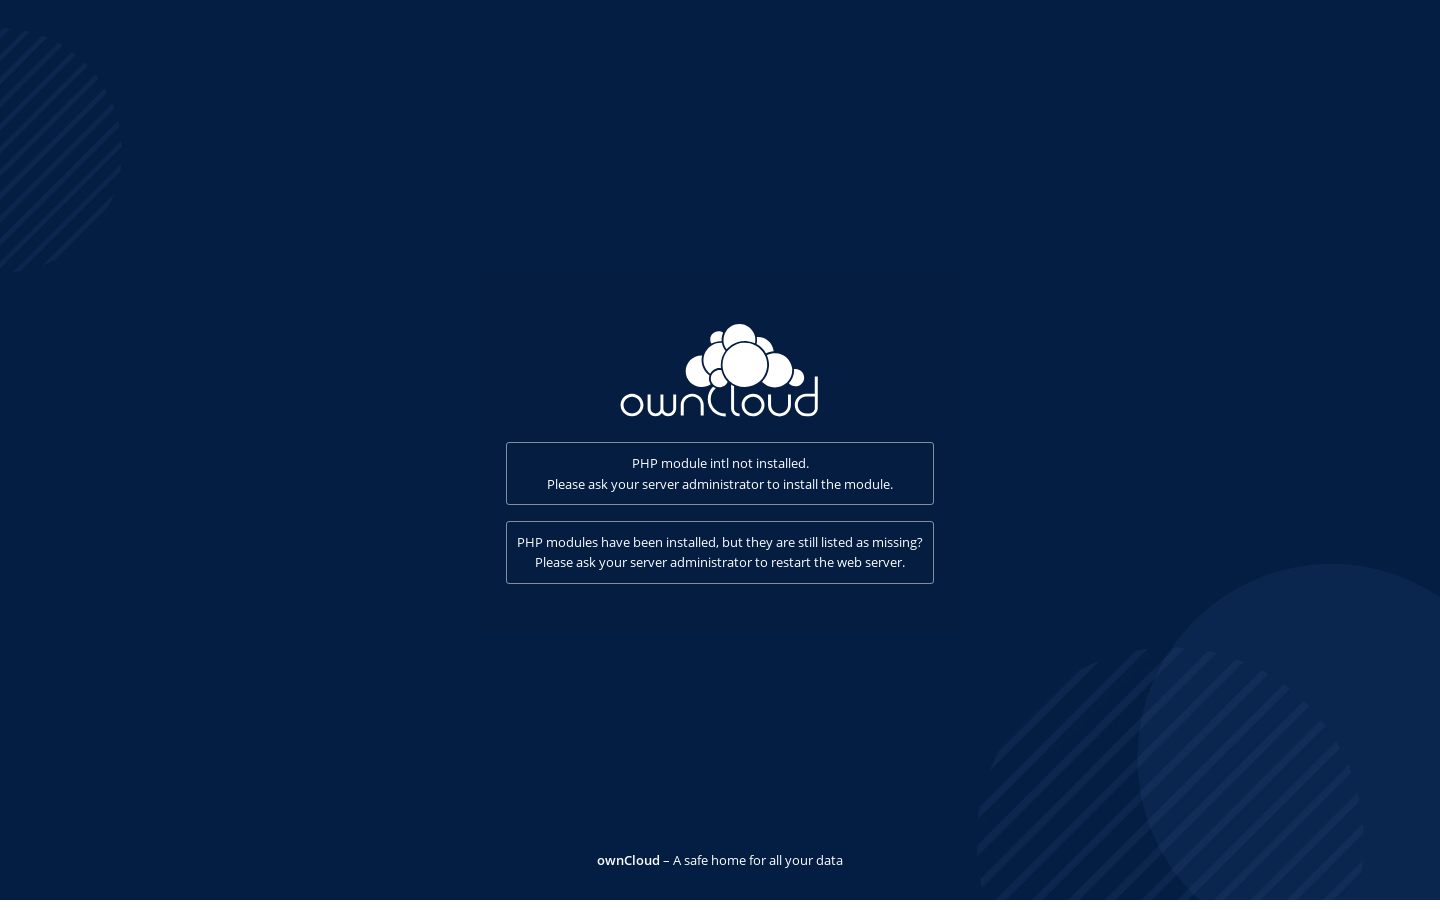 ownCloud
PHP module intl not installed.
Please ask your server administrator to install the module.
PHP modules have been installed, but they are still listed as missing?
Please ask your server administrator to restart the web server.
ownCloud – A safe home for all your data